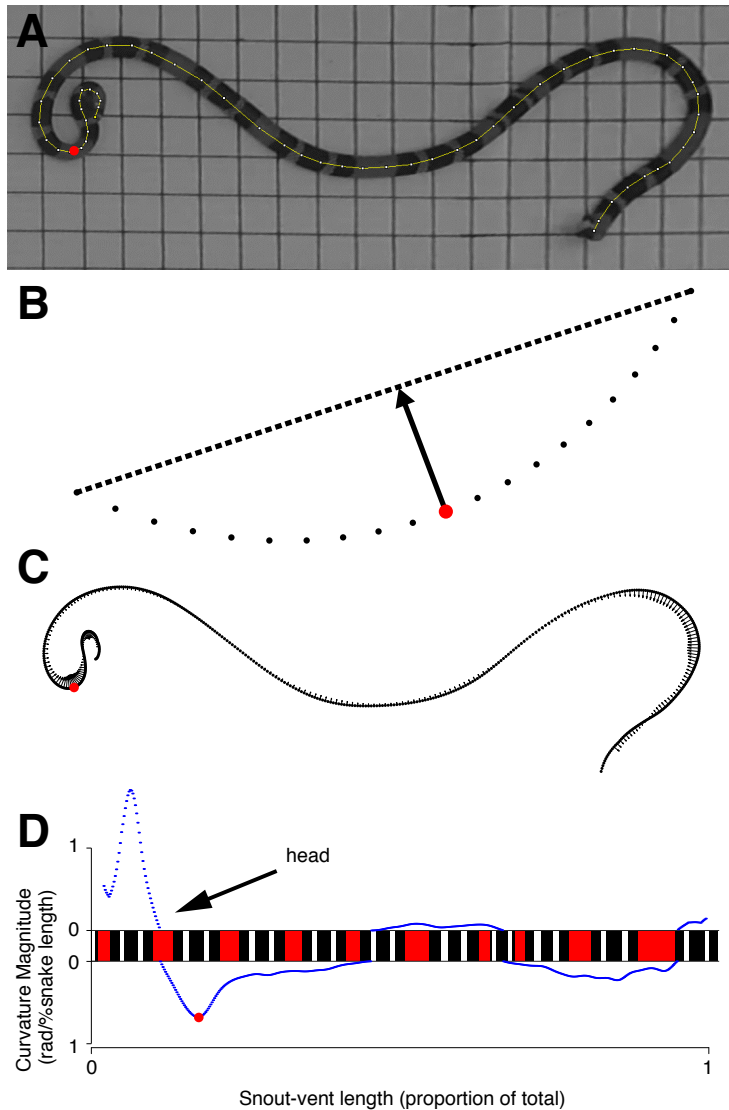 A
B
C
D
head
1
0
0
1
Curvature Magnitude
(rad/%snake length)
0
1
Snout-vent length (proportion of total)